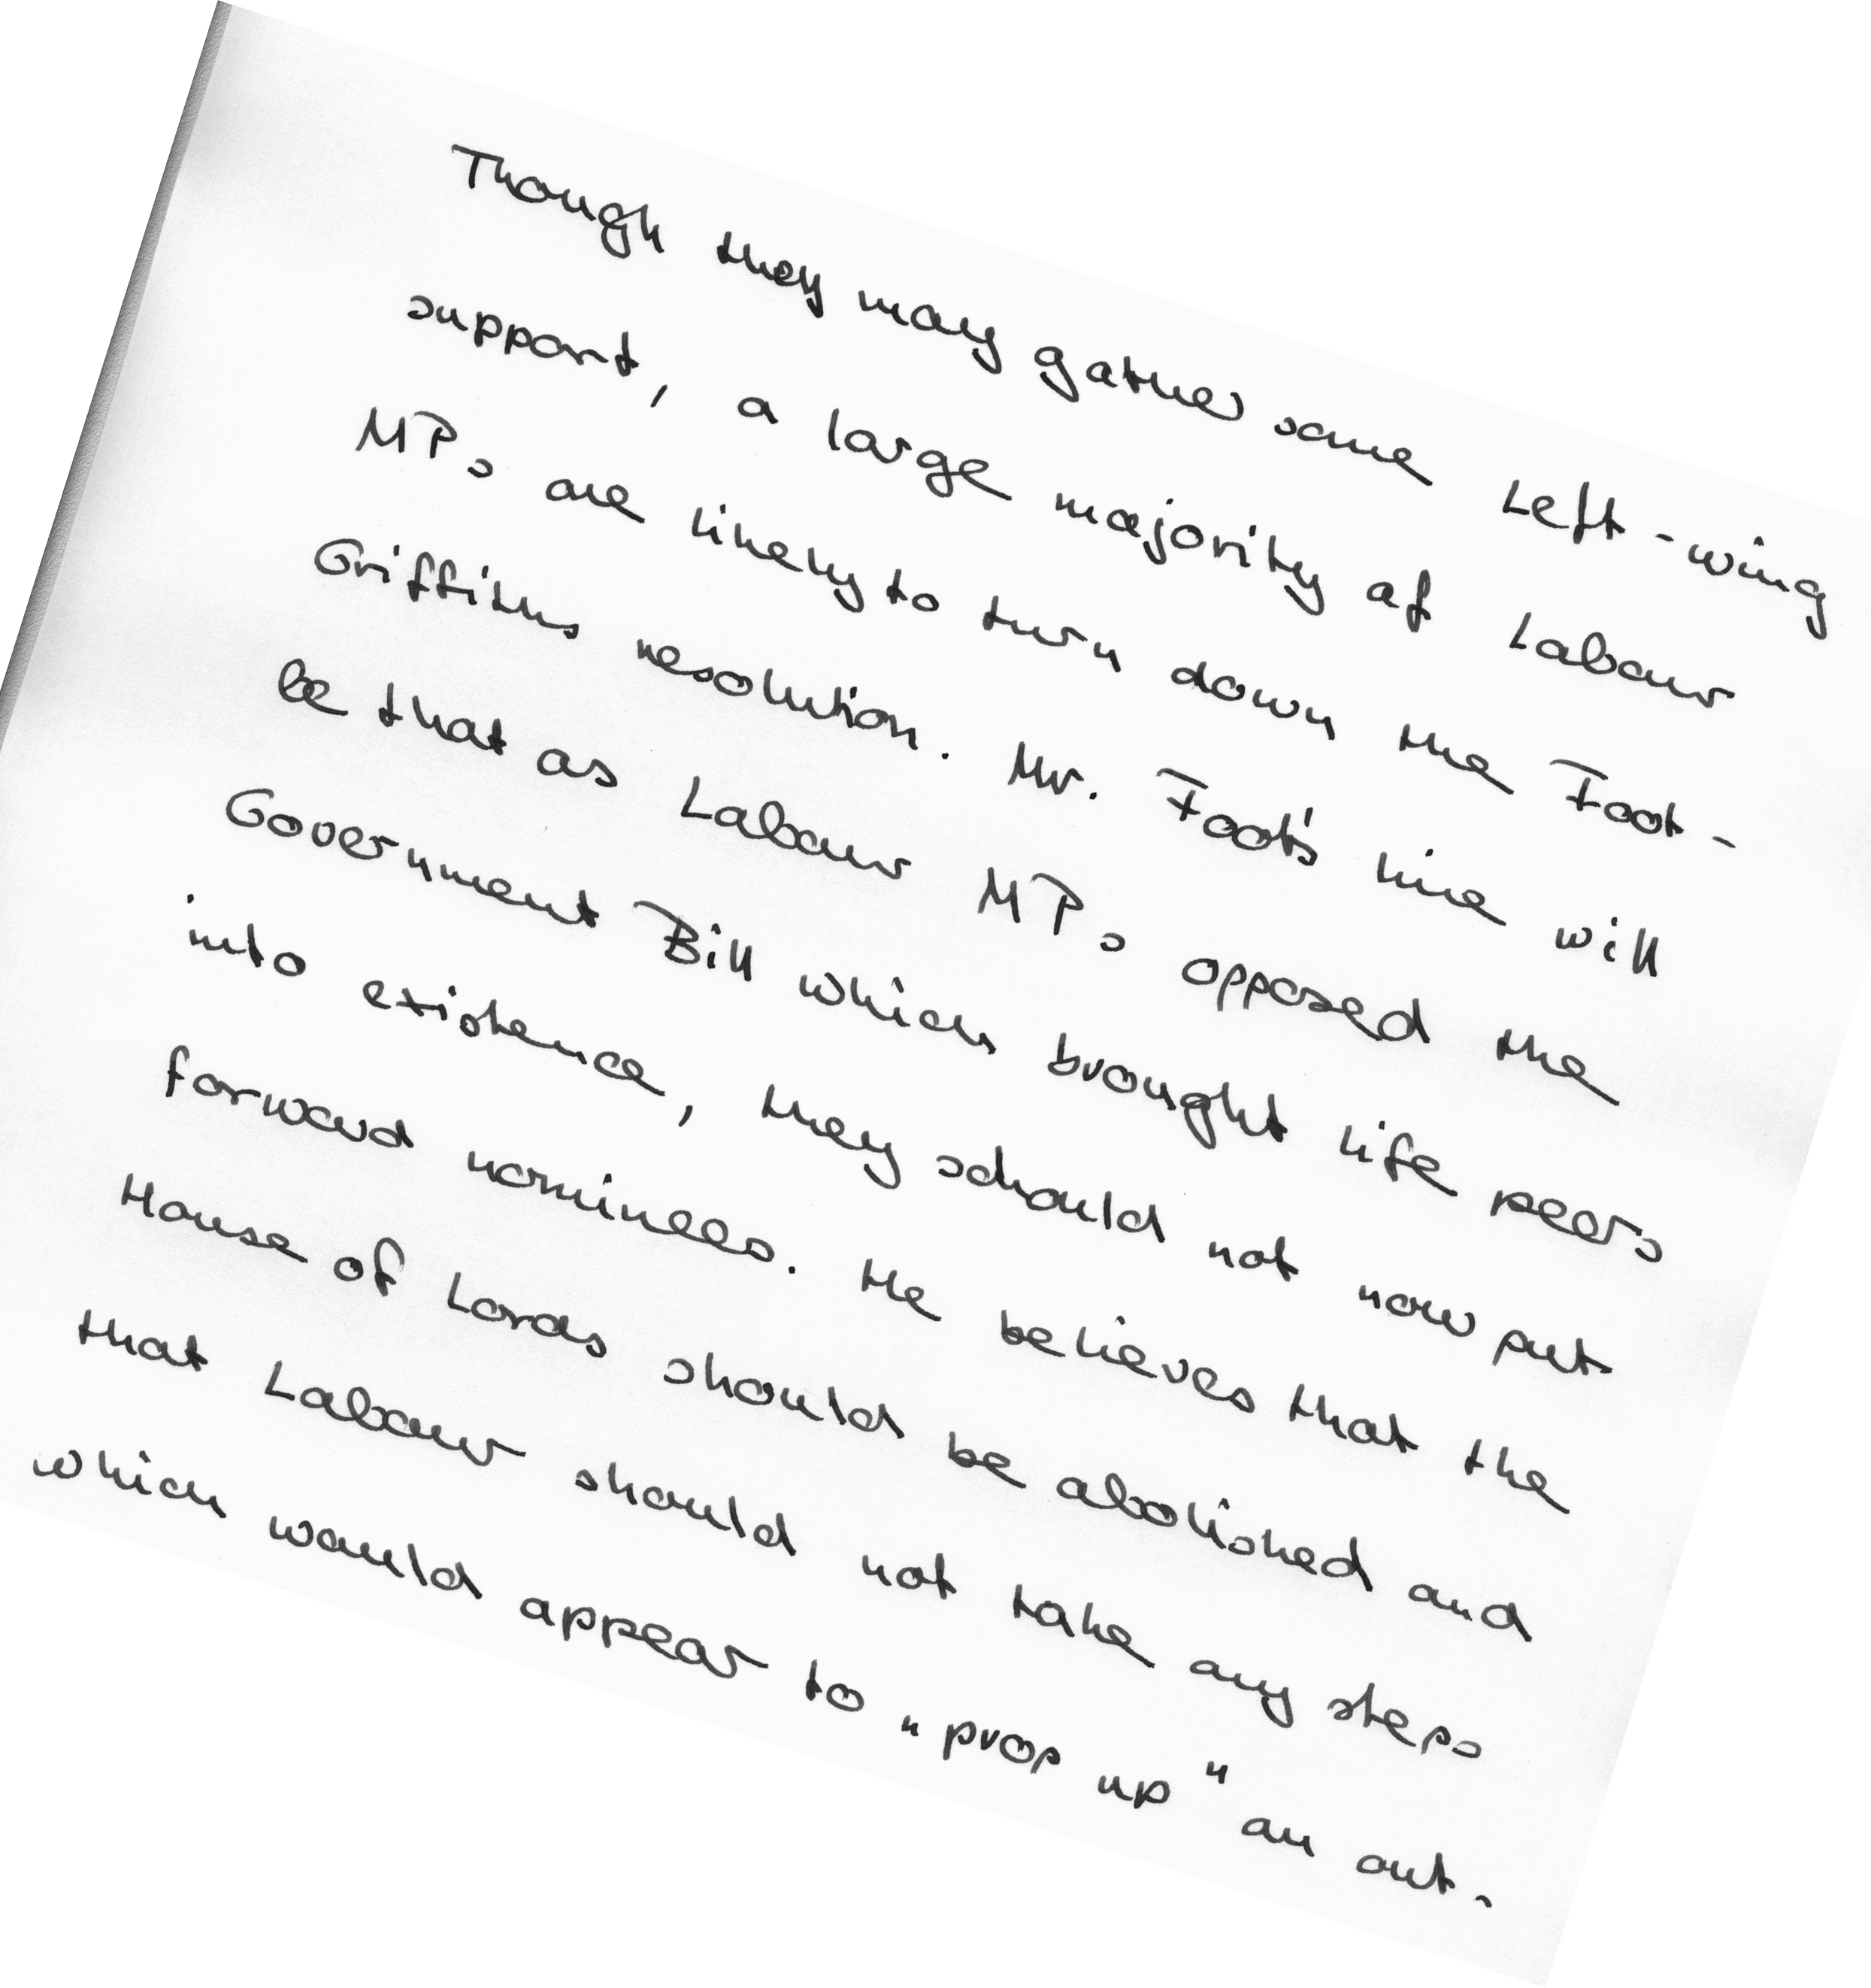 Though they may gather some Left-wing
support, a large majority of Labour
MPs are likely to turn down the Foot-
Griffiths resolution. Mr. Foot's line will
be that as Labour MPs opposed the
Government Bill which brought life peers
into existence, they schould not now put
forward nominees. He believes that the
House of Lords should be abolished and
that Labour should not take any steps
which would appear to "prop up" an out-